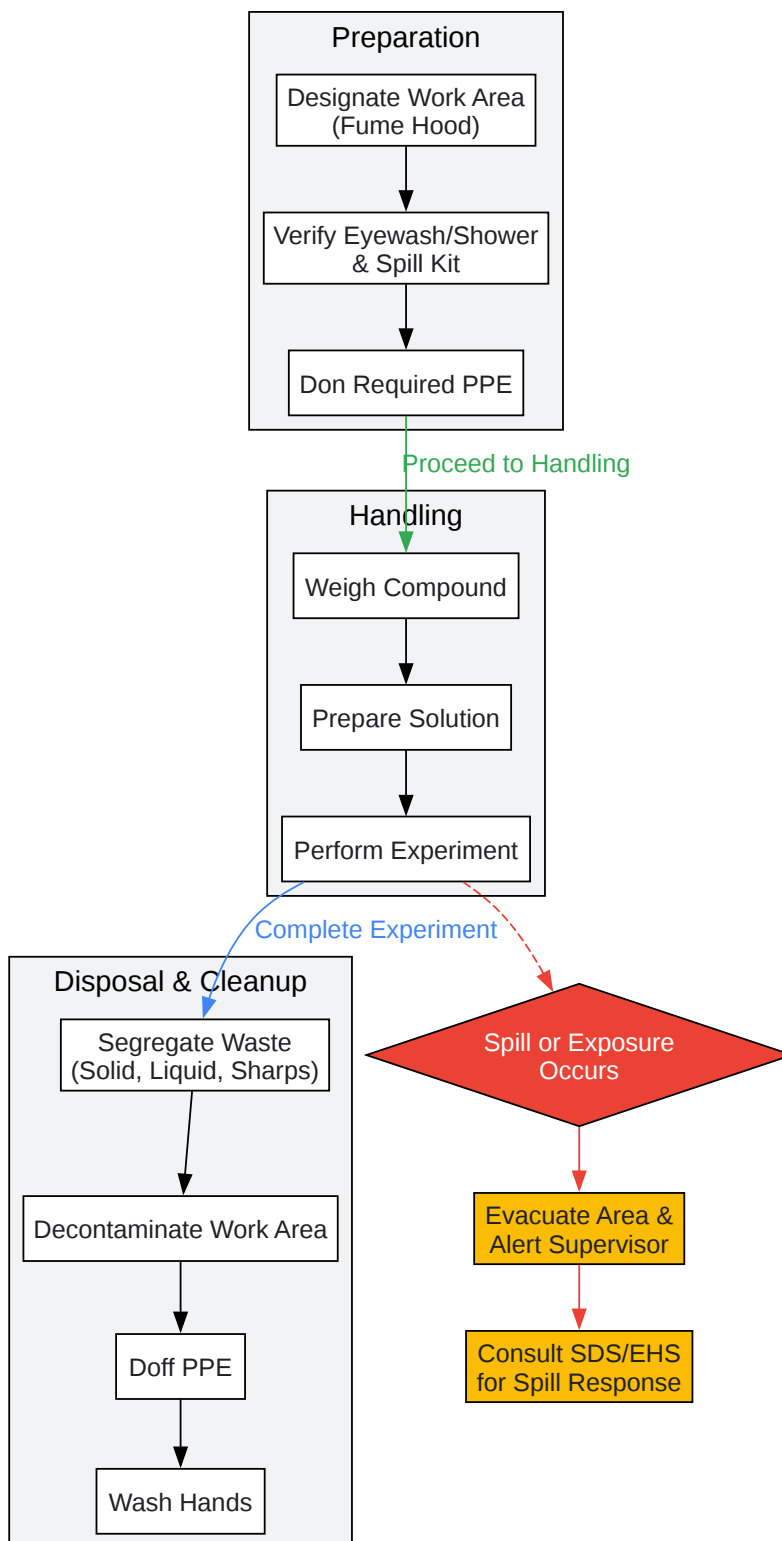 Preparation
Designate Work Area
(Fume Hood)
Verify Eyewash/Shower
& Spill Kit
Don Required PPE
Proceed to Handling
Handling
Weigh Compound
Prepare Solution
Perform Experiment
Complete Experiment
Disposal & Cleanup
Segregate Waste
(Solid, Liquid, Sharps)
Decontaminate Work Area
Doff PPE
Wash Hands
Spill or Exposure
Occurs
Evacuate Area &
Alert Supervisor
Consult SDS/EHS
for Spill Response